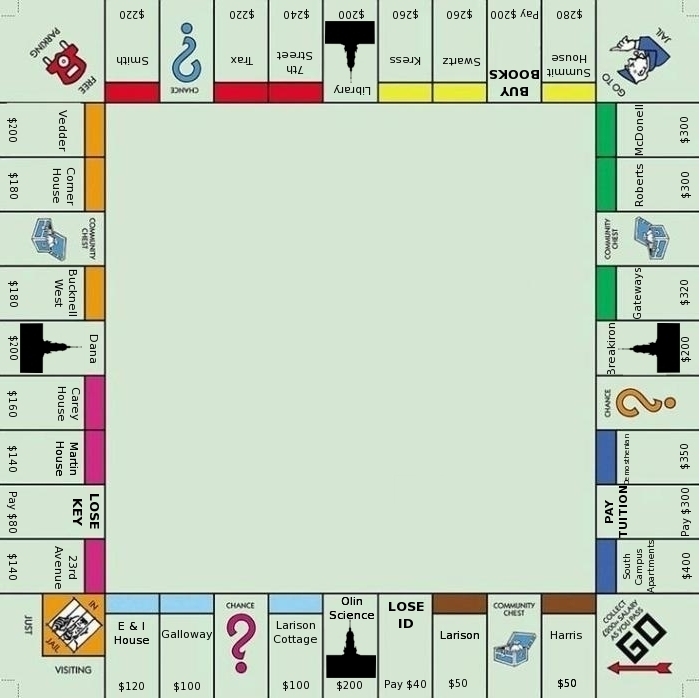 FREE
PARKING
$220
Smith
CHANCE
$220
Trax
$240
7th
Street
$200
Library
$260
Kress
$260
Swartz
Pay $200
BUY
BOOKS
$280
Summit
House
GO TO
JAIL
$300
McDonell
$300
Roberts
COMMUNITY
CHEST
$320
Gateways
$200
Breakiron
CHANCE
$350
Demosthenian
Pay $300
PAY
TUITION
$400
South
Campus
Apartments
COLLECT
£200 SALARY
AS YOU PASS
GO
Harris
$50
COMMUNITY
CHEST
Larison
$50
LOSE
ID
Pay $40
Olin
Science
$200
Larison
Cottage
$100
CHANCE
Galloway
$100
E & I
House
$120
IN
JAIL
JUST
VISITING
23rd
Avenue
$140
LOSE
KEY
Pay $80
Martin
House
$140
Carey
House
$160
Dana
$200
Bucknell
West
$180
COMMUNITY
CHEST
Corner
House
$180
Vedder
$200